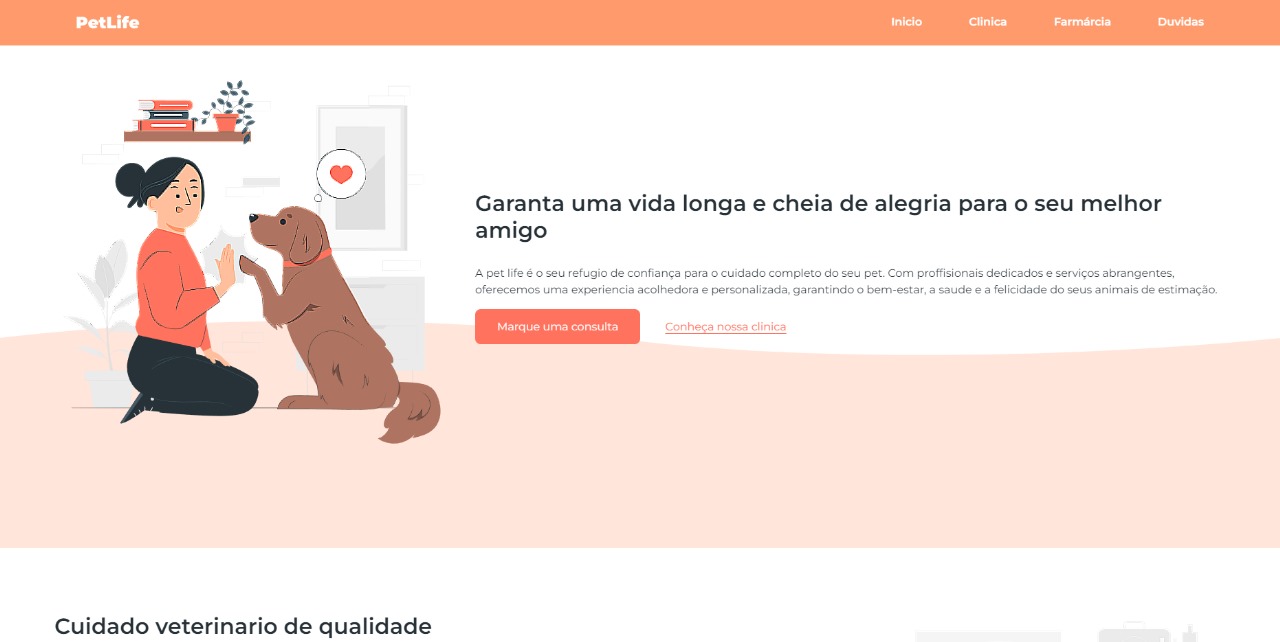 PetLife
Inicio
Clinica
Farmárcia
Duvidas
Garanta uma vida longa e cheia de alegria para o seu melhor
amigo
A pet life é o seu refugio de confiança para o cuidado completo do seu pet. Com proffisionais dedicados e serviços abrangentes,
oferecemos uma experiencia acolhedora e personalizada, garantindo o bem-estar, a saude e a felicidade do seus animais de estimação.
Marque uma consulta
Conheça nossa clinica
Cuidado veterinario de qualidade